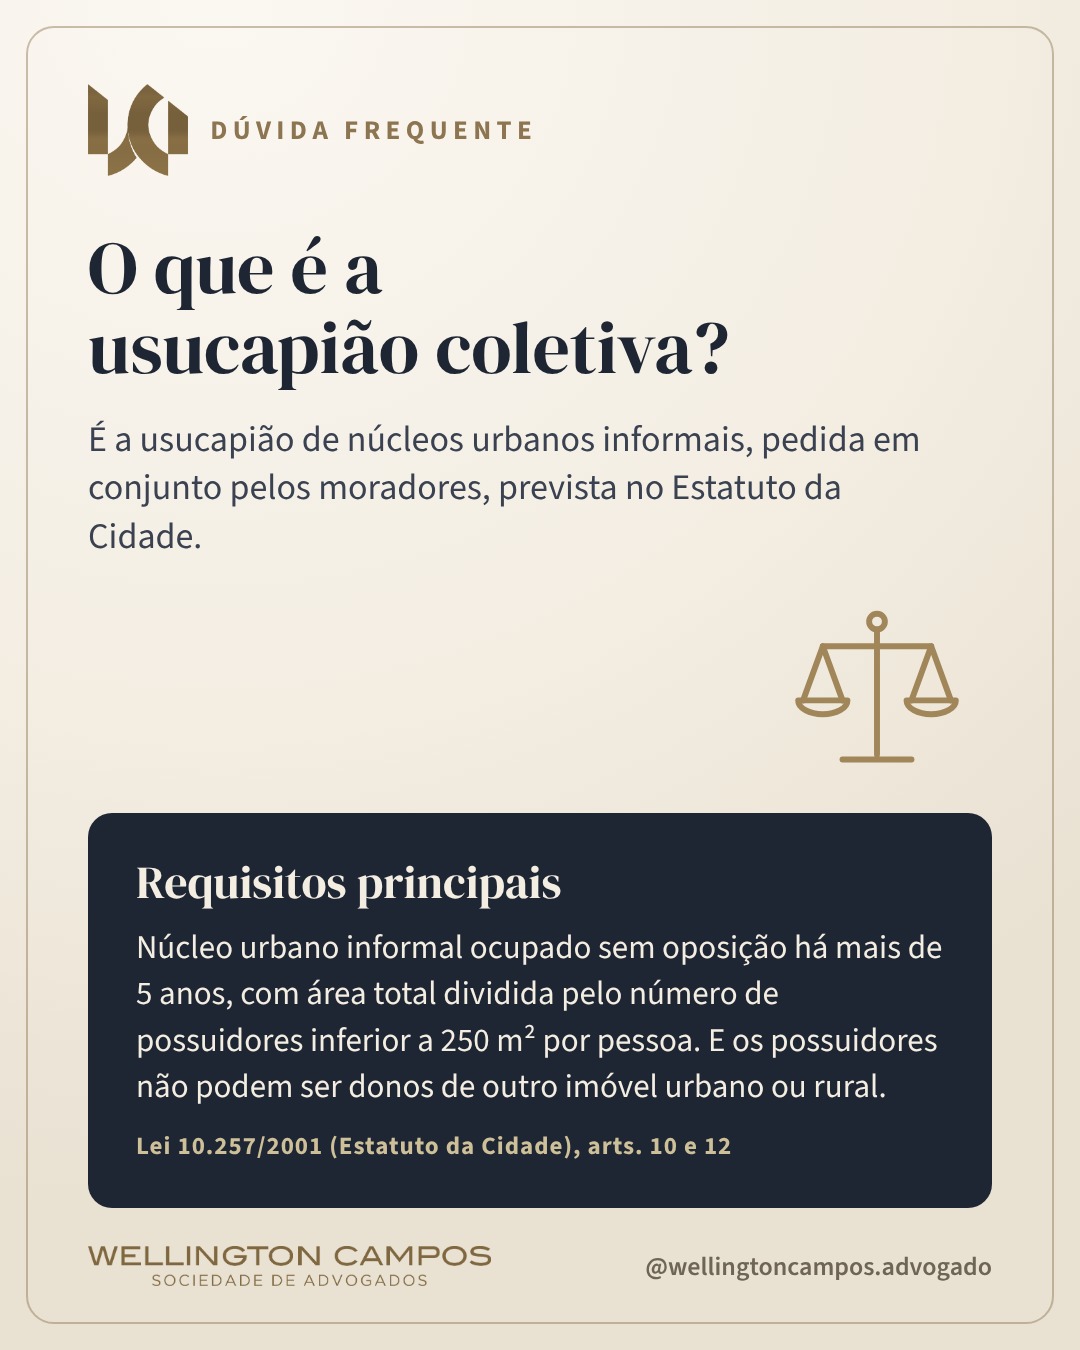 DÚVIDA FREQUENTE
O que é a
usucapião coletiva?
É a usucapião de núcleos urbanos informais, pedida em
conjunto pelos moradores, prevista no Estatuto da
Cidade.
Requisitos principais
Núcleo urbano informal ocupado sem oposição há mais de
5 anos, com área total dividida pelo número de
possuidores inferior a 250 m² por pessoa. E os possuidores
não podem ser donos de outro imóvel urbano ou rural.
Lei 10.257/2001 (Estatuto da Cidade), arts. 10 e 12
WELLINGTON CAMPOS
SOCIEDADE DE ADVOGADOS
@wellingtoncampos.advogado